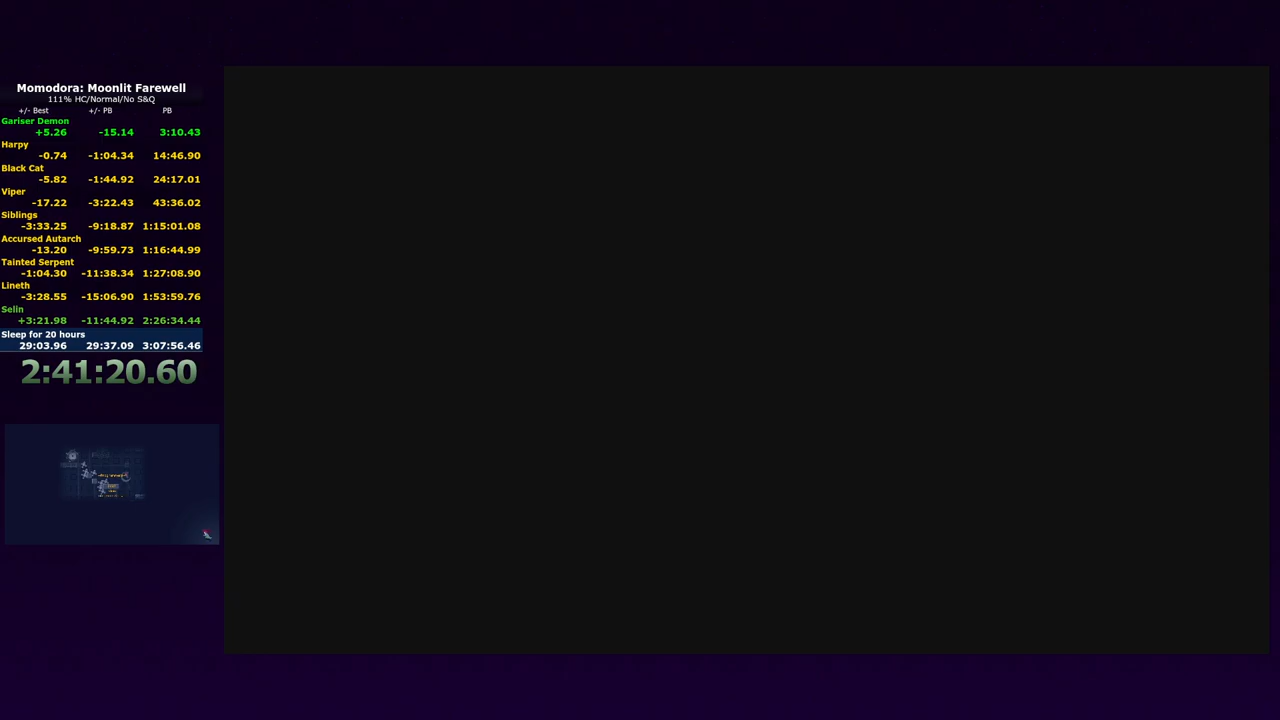 Momodora: Moonlit Farewell
111% HC/Normal/No S&Q
+/- Best +/- PB PB
Gariser Demon
+5.26 -15.14 3:10.43
Harpy
-0.74 -1:04.34 14:46.90
Black Cat
-5.82 -1:44.92 24:17.01
Viper
-17.22 -3:22.43 43:36.02
Siblings
-3:33.25 -9:18.87 1:15:01.08
Accursed Autarch
-13.20 -9:59.73 1:16:44.99
Tainted Serpent
-1:04.30 -11:38.34 1:27:08.90
Lineth
-3:28.55 -15:06.90 1:53:59.76
Selin
+3:21.98 -11:44.92 2:26:34.44
Sleep for 20 hours
29:03.96 29:37.09 3:07:56.46
2:41:20.60